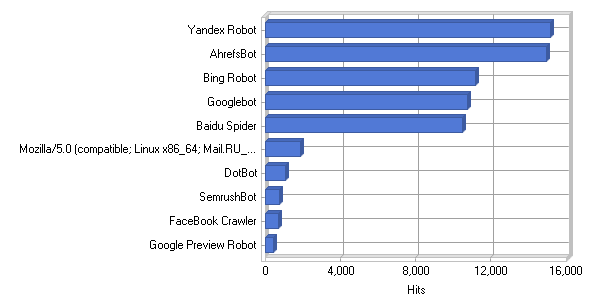 Yandex Robot
AhrefsBot
Bing Robot
Googlebot
Baidu Spider
Mozilla/5.0 (compatible; Linux x86_64; Mail.RU_...
DotBot
SemrushBot
FaceBook Crawler
Google Preview Robot
0 4,000 8,000 12,000 16,000
Hits